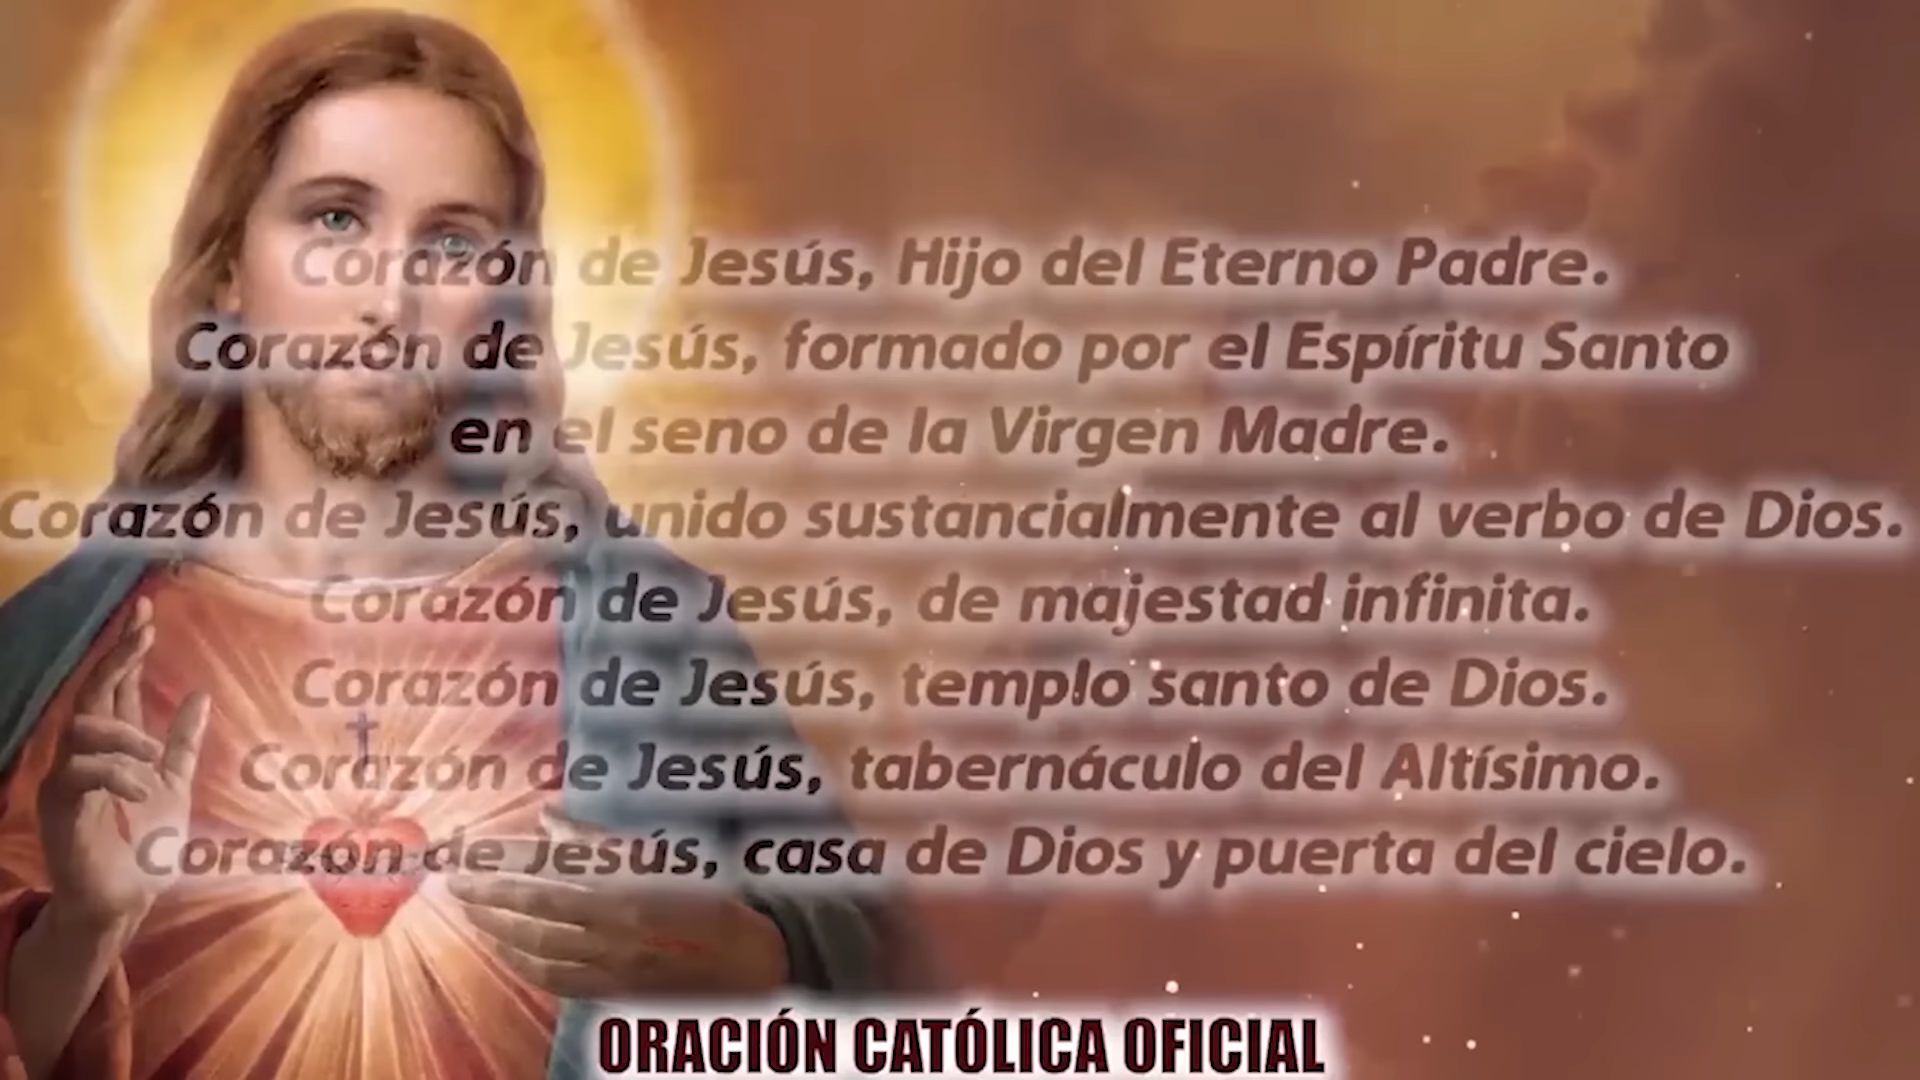 Corazón de Jesús, Hijo del Eterno Padre.
Corazón de Jesús, formado por el Espíritu Santo
en el seno de la Virgen Madre.
Corazón de Jesús, unido sustancialmente al verbo de Dios.
Corazón de Jesús, de majestad infinita.
Corazón de Jesús, templo santo de Dios.
Corazón de Jesús, tabernáculo del Altísimo.
Corazón de Jesús, casa de Dios y puerta del cielo.
ORACIÓN CATÓLICA OFICIAL